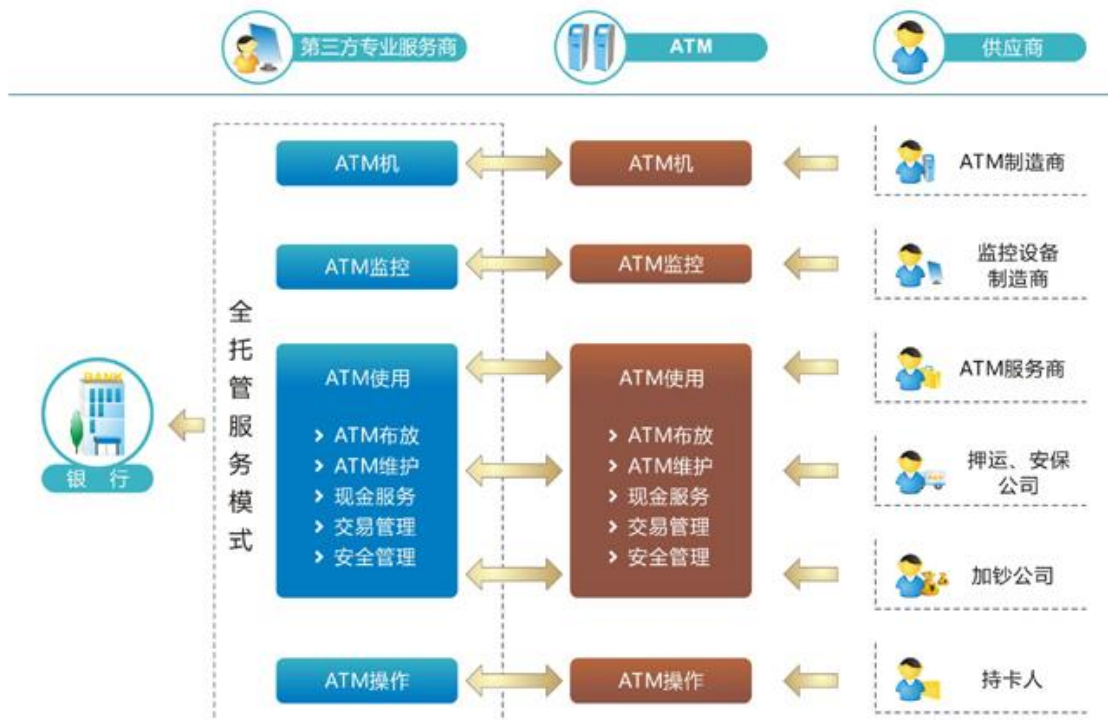 第三方专业服务商
ATM
供应商
ATM机
ATM机
ATM制造商
ATM监控
ATM监控
监控设备
制造商
全托管服务模式
BANK
银 行
ATM使用
> ATM布放
> ATM维护
> 现金服务
> 交易管理
> 安全管理
ATM使用
> ATM布放
> ATM维护
> 现金服务
> 交易管理
> 安全管理
ATM服务商
押运、安保
公司
加钞公司
ATM操作
ATM操作
持卡人